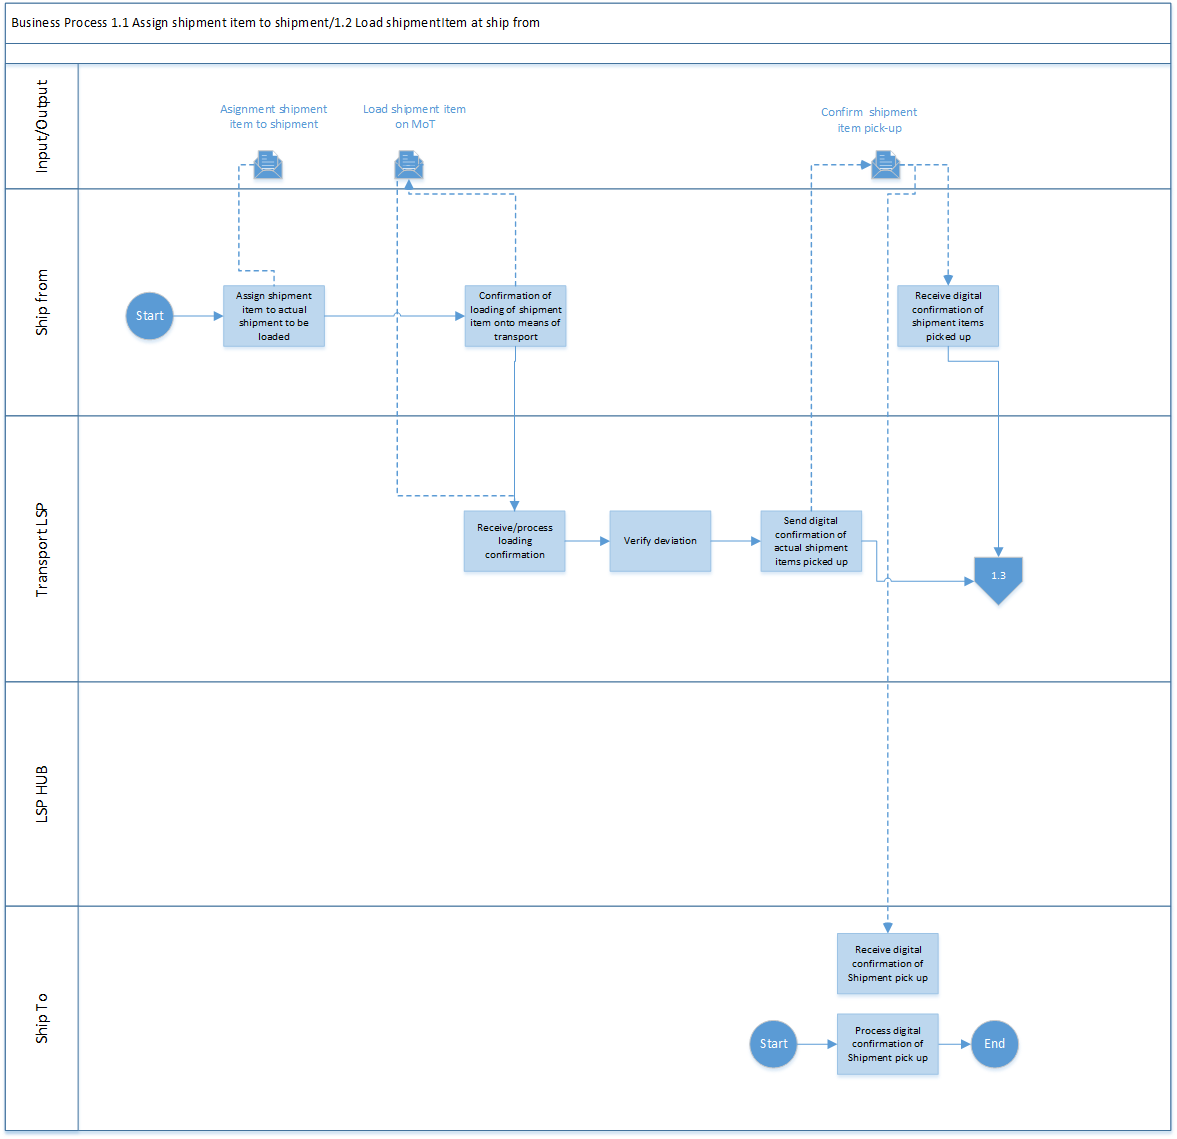 Business Process 1.1 Assign shipment item to shipment/1.2 Load shipmentItem at ship from
Input/Output
Asignment shipment
item to shipment
Load shipment item
on MoT
Confirm shipment
item pick-up
Ship from
Start
Assign shipment
item to actual
shipment to be
loaded
Confirmation of
loading of shipment
item onto means of
transport
Receive digital
confirmation of
shipment items
picked up
Transport LSP
Receive/process
loading
confirmation
Verify deviation
Send digital
confirmation of
actual shipment
items picked up
1.3
LSP HUB
Ship To
Receive digital
confirmation of
Shipment pick up
Start
Process digital
confirmation of
Shipment pick up
End